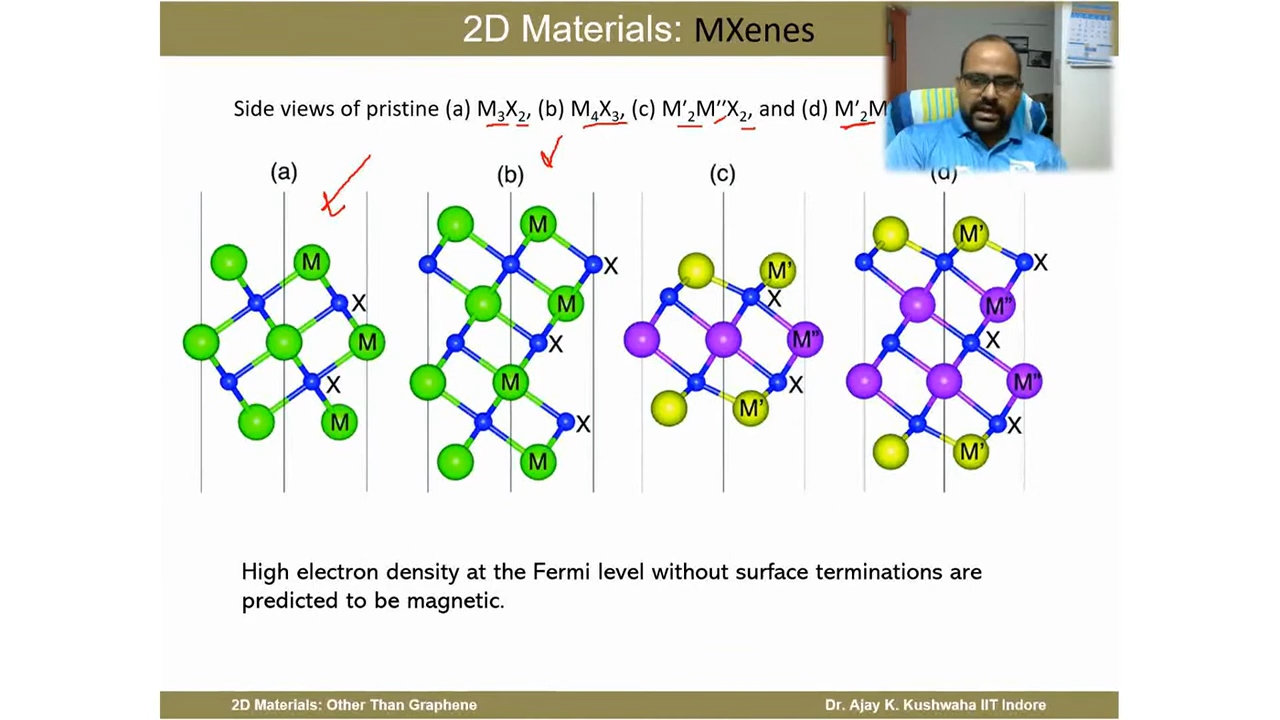 2D Materials: MXenes
Side views of pristine (a) M₃X₂, (b) M₄X₃, (c) M′₂M′′X₂, and (d) M′₂M
(a)
(b)
(c)
(d)
M
X
M
X
M
M
X
M
X
M
X
M
M'
X
M"
X
M'
M'
X
M"
X
M"
X
M'
High electron density at the Fermi level without surface terminations are
predicted to be magnetic.
2D Materials: Other Than Graphene
Dr. Ajay K. Kushwaha IIT Indore